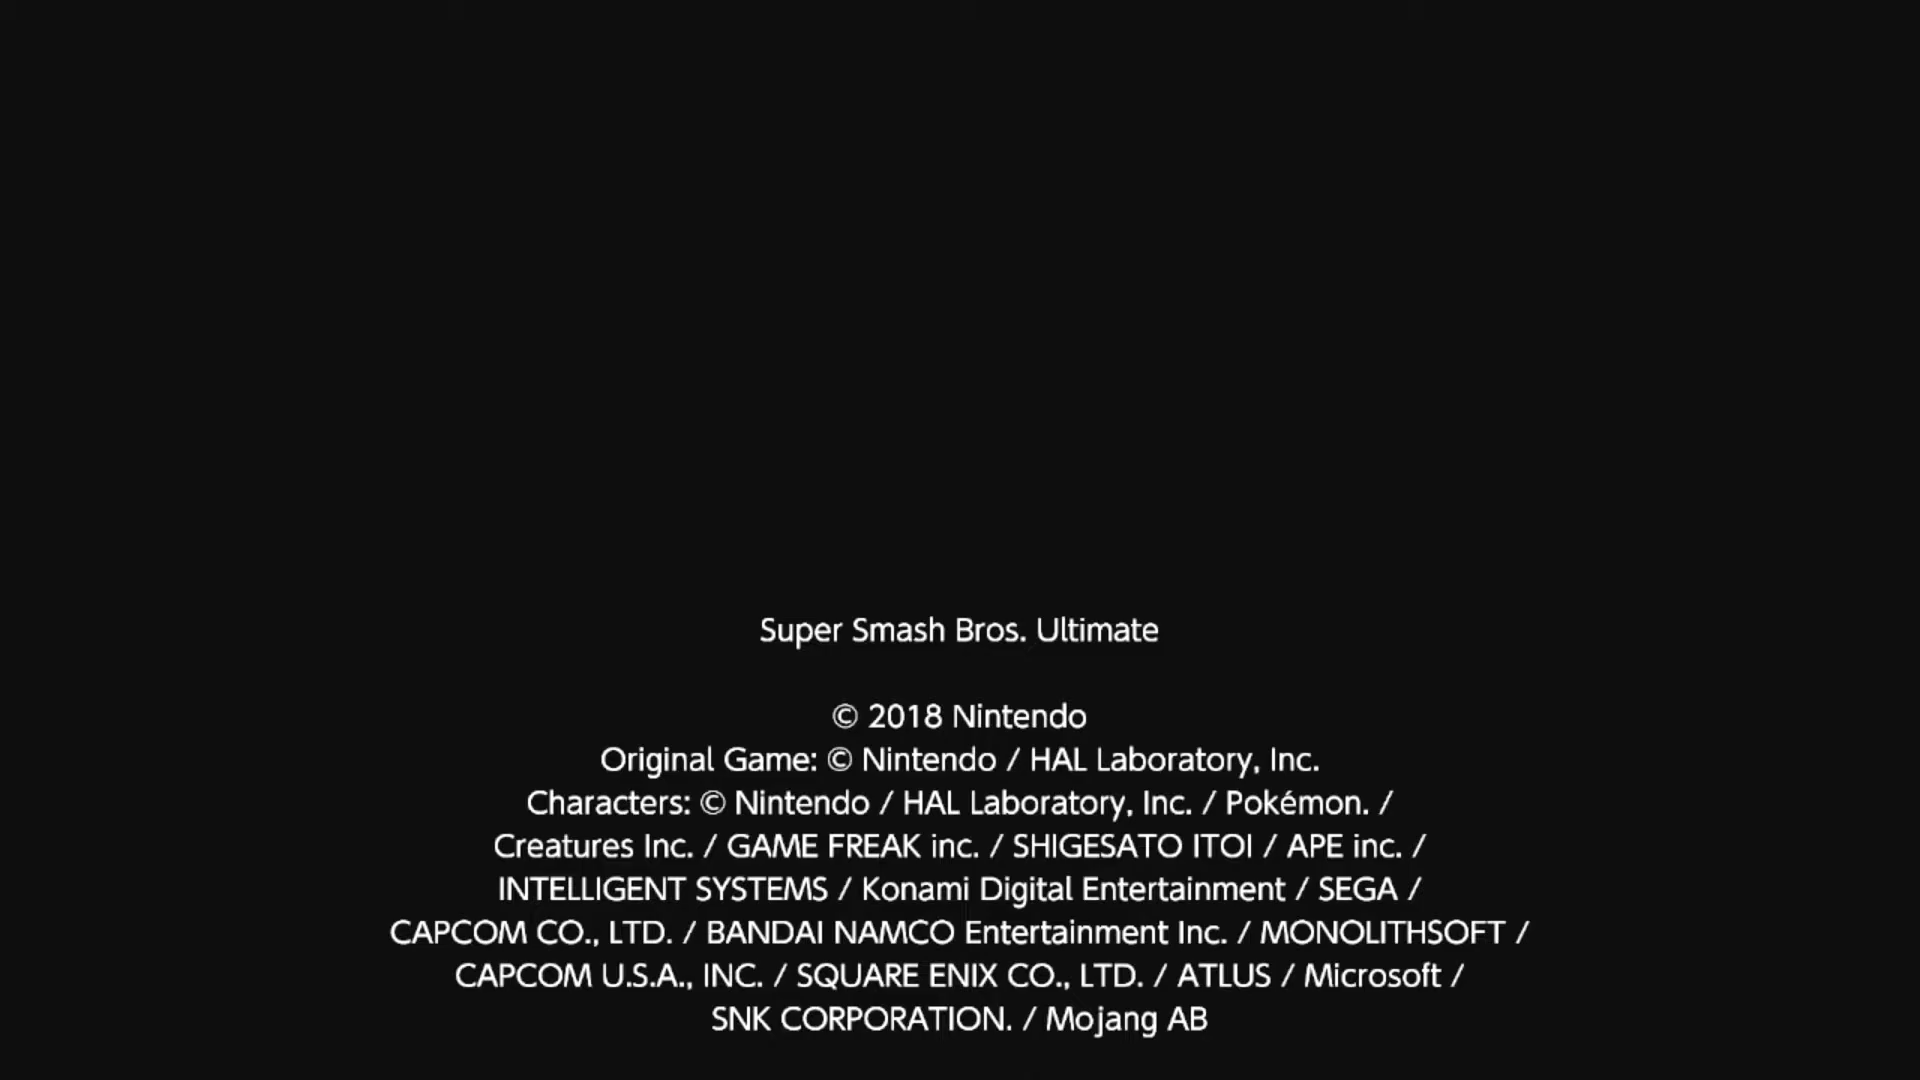 Super Smash Bros. Ultimate
© 2018 Nintendo
Original Game: © Nintendo / HAL Laboratory, Inc.
Characters: © Nintendo / HAL Laboratory, Inc. / Pokémon. /
Creatures Inc. / GAME FREAK inc. / SHIGESATO ITOI / APE inc. /
INTELLIGENT SYSTEMS / Konami Digital Entertainment / SEGA /
CAPCOM CO., LTD. / BANDAI NAMCO Entertainment Inc. / MONOLITHSOFT /
CAPCOM U.S.A., INC. / SQUARE ENIX CO., LTD. / ATLUS / Microsoft /
SNK CORPORATION. / Mojang AB